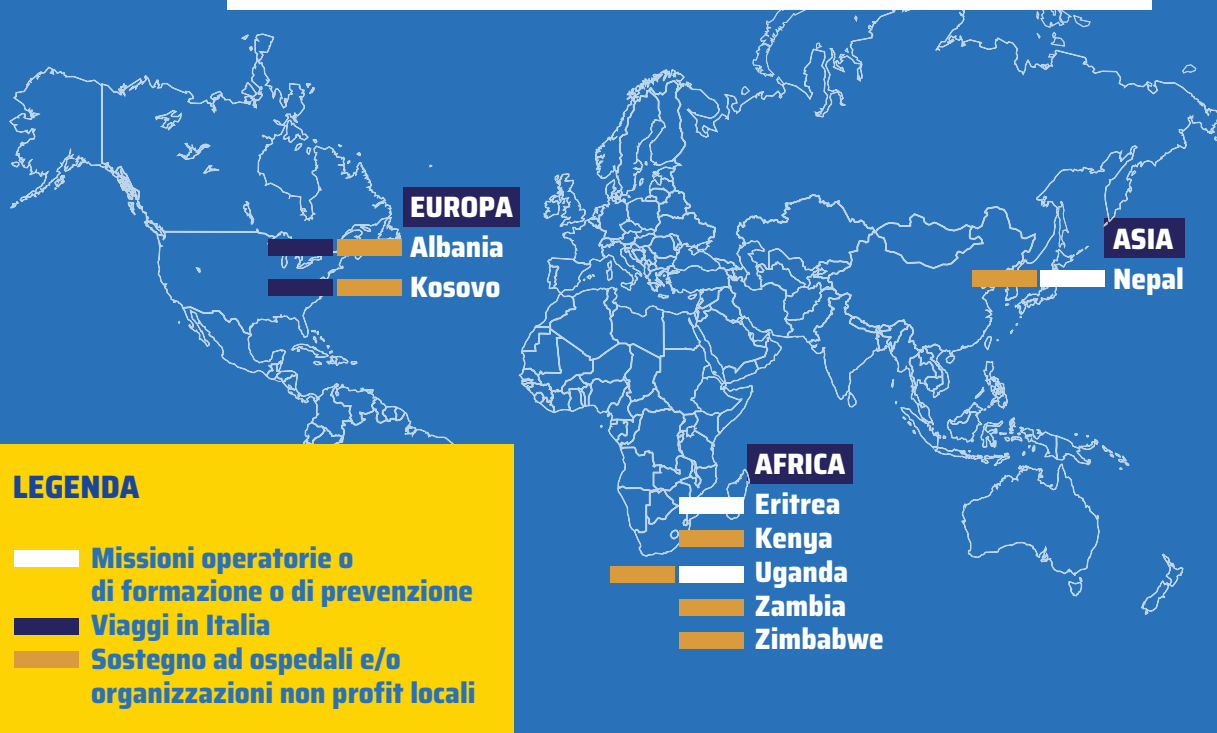 EUROPA
Albania
Kosovo
ASIA
Nepal
AFRICA
Eritrea
Kenya
Uganda
Zambia
Zimbabwe
LEGENDA
Missioni operatorie o
di formazione o di prevenzione
Viaggi in Italia
Sostegno ad ospedali e/o
organizzazioni non profit locali